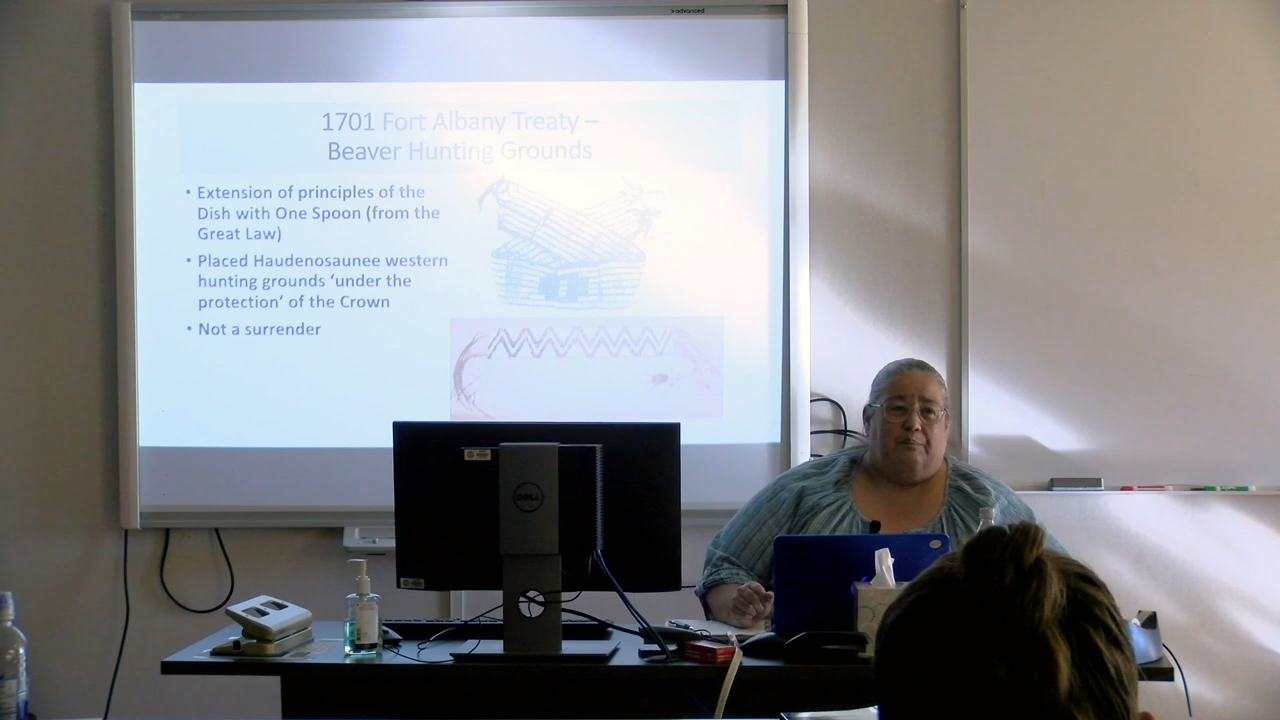 >advanced
1701 Fort Albany Treaty –
Beaver Hunting Grounds
• Extension of principles of the
Dish with One Spoon (from the
Great Law)
• Placed Haudenosaunee western
hunting grounds ‘under the
protection’ of the Crown
• Not a surrender
DELL